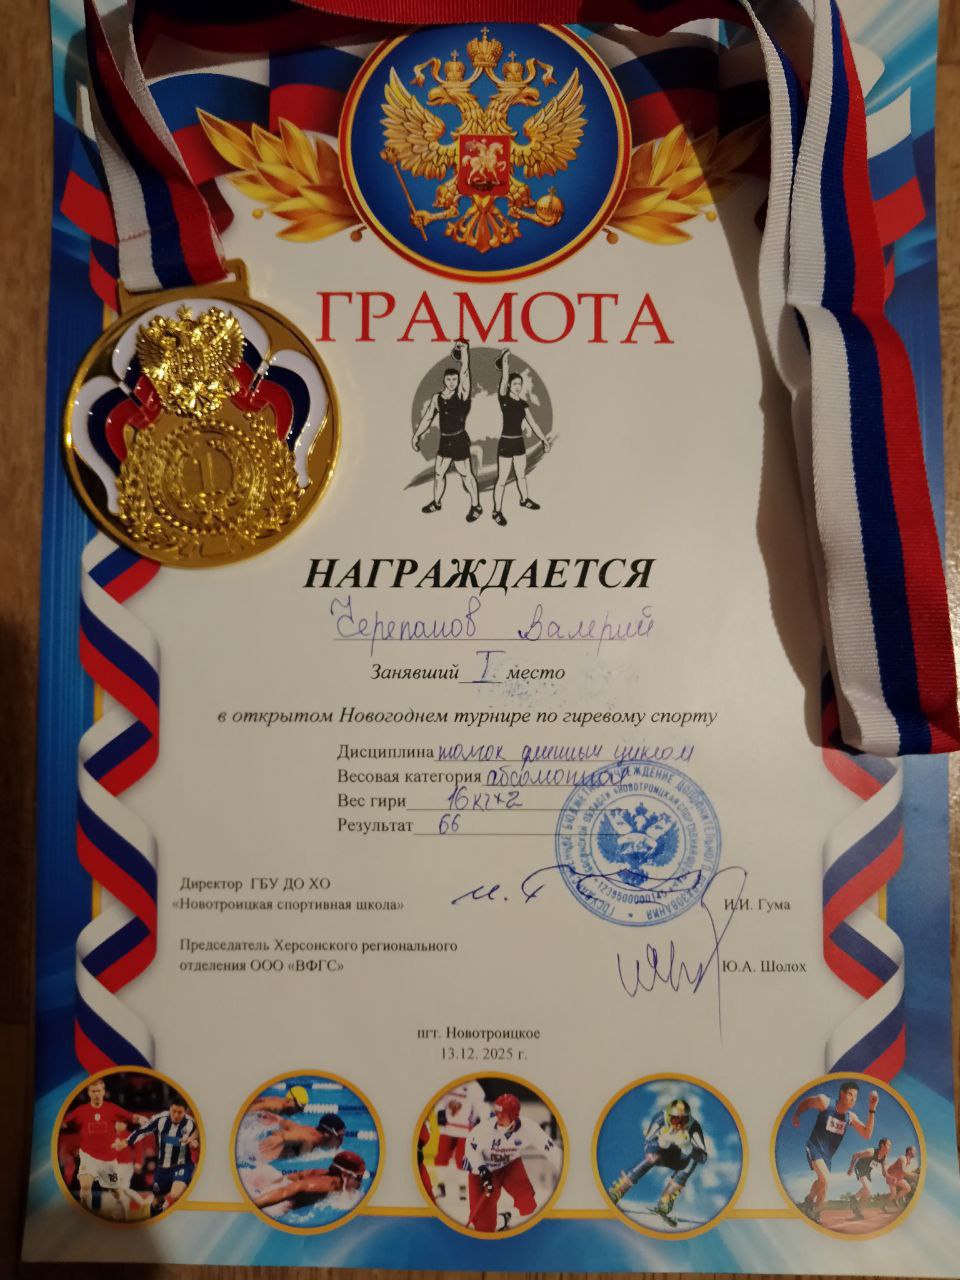 ГРАМОТА
1
НАГРАЖДАЕТСЯ
Черепанов Валерий
Занявший I место
в открытом Новогоднем турнире по гиревому спорту
Дисциплина толчок длинным циклом
Весовая категория абсолютная
Вес гири 16кг×2
Результат 66
Директор ГБУ ДО ХО
«Новотроицкая спортивная школа»
И.И. Гума
Председатель Херсонского регионального
отделения ООО «ВФГС»
Ю.А. Шолох
пгт. Новотроицкое
13.12. 2025 г.